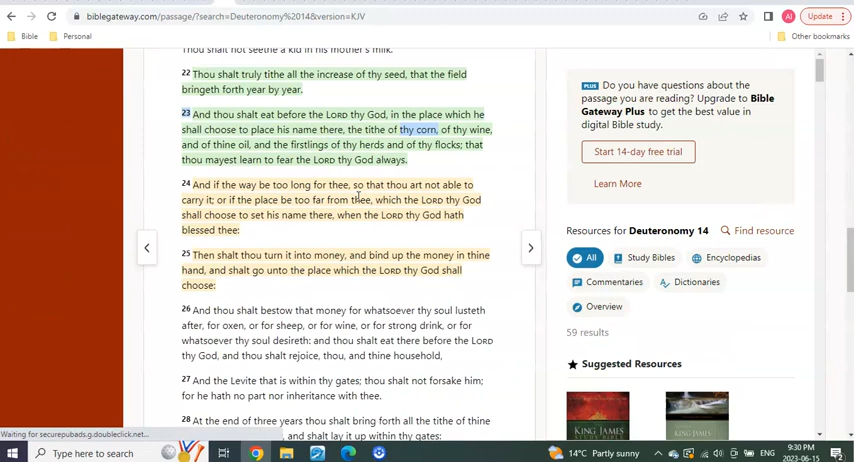 biblegateway.com/passage/?search=Deuteronomy%2014&version=KJV
AI
Update
Bible
Personal
Other bookmarks
Thou shalt not seethe a kid in his mother's milk.
22 Thou shalt truly tithe all the increase of thy seed, that the field
bringeth forth year by year.
23 And thou shalt eat before the LORD thy God, in the place which he
shall choose to place his name there, the tithe of thy corn, of thy wine,
and of thine oil, and the firstlings of thy herds and of thy flocks; that
thou mayest learn to fear the LORD thy God always.
24 And if the way be too long for thee, so that thou art not able to
carry it; or if the place be too far from thee, which the LORD thy God
shall choose to set his name there, when the LORD thy God hath
blessed thee:
25 Then shalt thou turn it into money, and bind up the money in thine
hand, and shalt go unto the place which the LORD thy God shall
choose:
26 And thou shalt bestow that money for whatsoever thy soul lusteth
after, for oxen, or for sheep, or for wine, or for strong drink, or for
whatsoever thy soul desireth: and thou shalt eat there before the LORD
thy God, and thou shalt rejoice, thou, and thine household,
27 And the Levite that is within thy gates; thou shalt not forsake him;
for he hath no part nor inheritance with thee.
28 At the end of three years thou shalt bring forth all the tithe of thine
, and shalt lay it up within thy gates:
PLUS Do you have questions about the
passage you are reading? Upgrade to Bible
Gateway Plus to get the best value in
digital Bible study.
Start 14-day free trial
Learn More
Resources for Deuteronomy 14
Find resource
All
Study Bibles
Encyclopedias
Commentaries
Dictionaries
Overview
59 results
Suggested Resources
KING JAMES
KING JAMES
Waiting for securepubads.g.doubleclick.net...
Type here to search
14°C Partly sunny
ENG
9:30 PM
2023-06-15
2